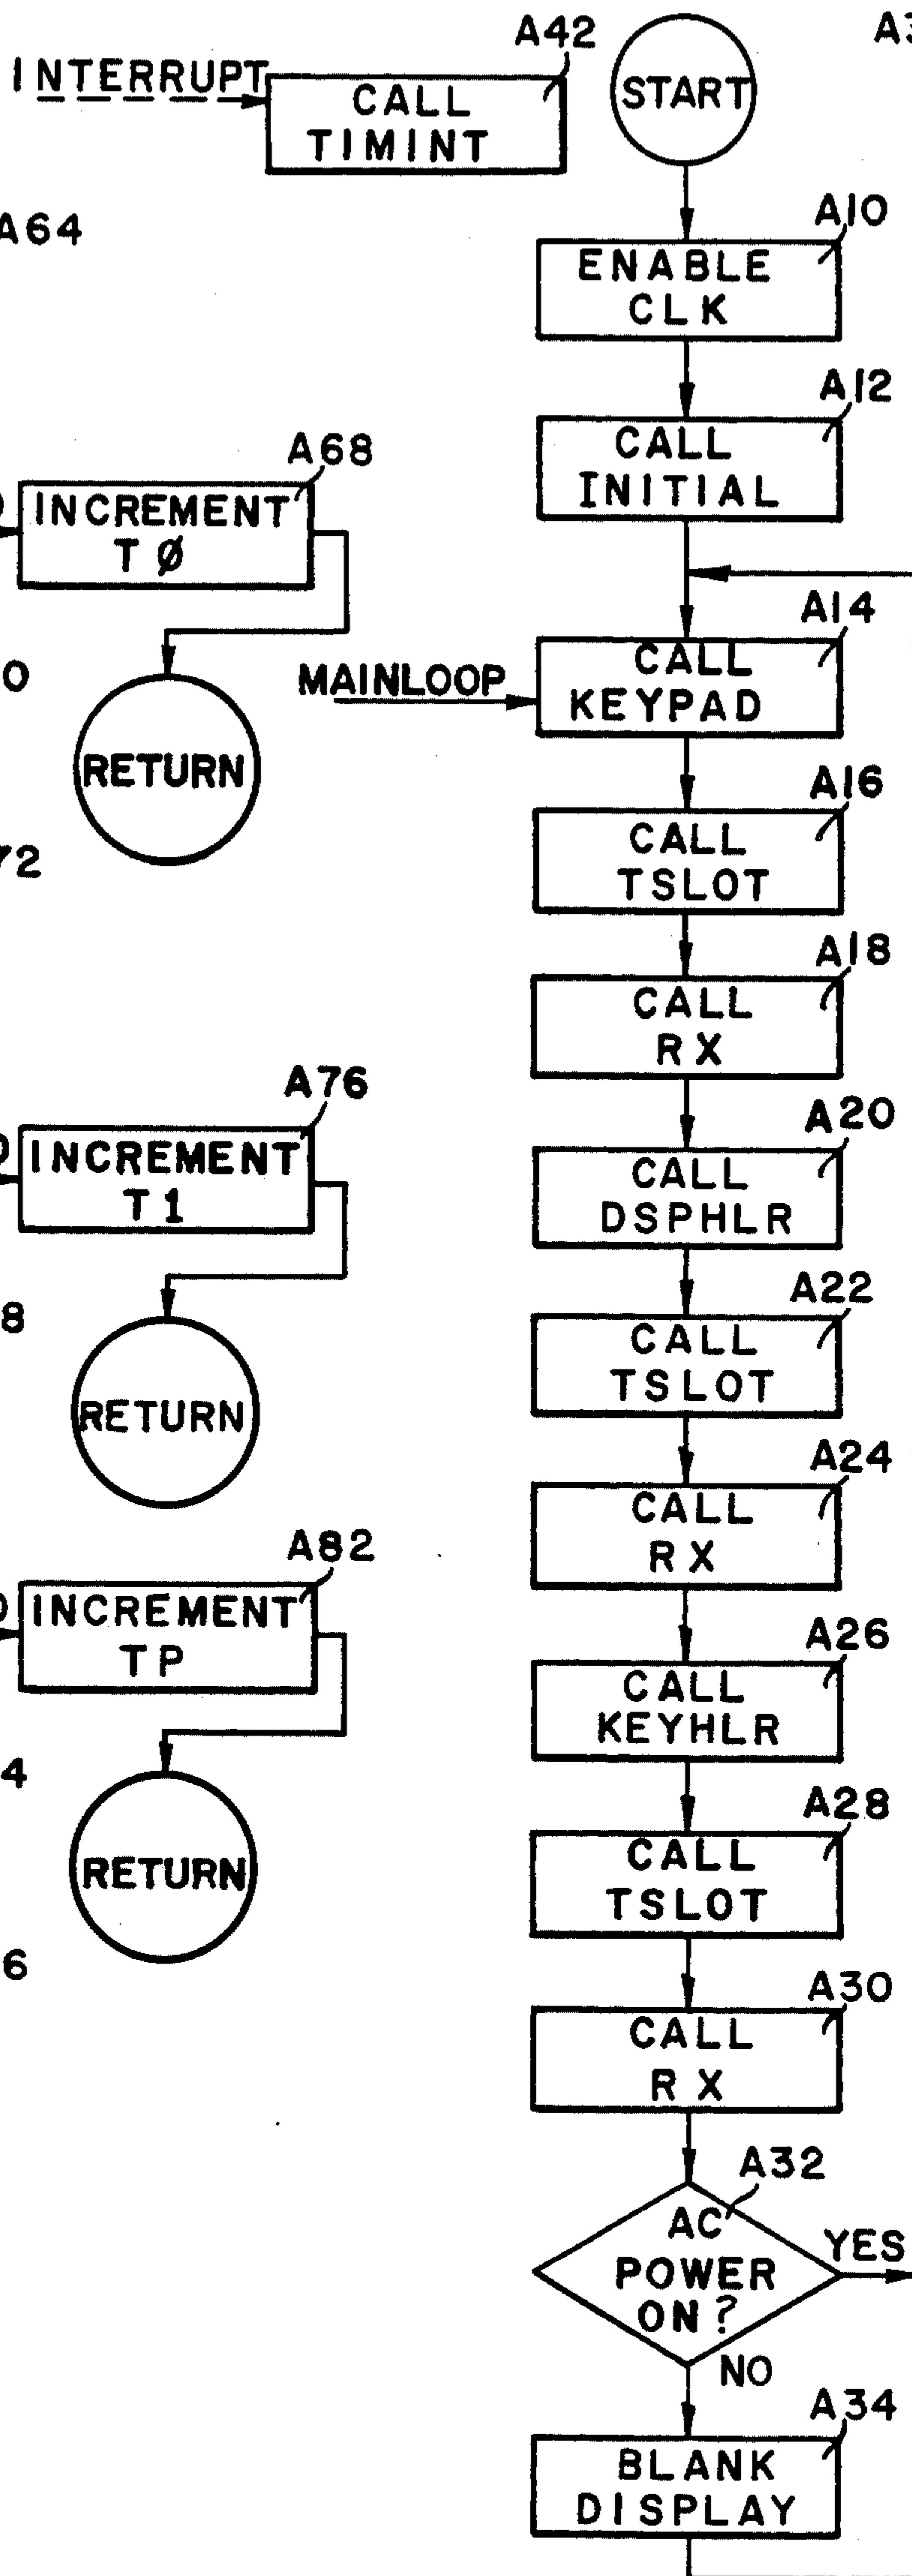 A42
INTERRUPT
CALL
TIMINT
START
A64
A10
ENABLE
CLK
A12
CALL
INITIAL
A68
INCREMENT
TØ
A14
MAINLOOP
CALL
KEYPAD
RETURN
A16
CALL
TSLOT
A18
CALL
RX
A76
INCREMENT
T1
A20
CALL
DSPHLR
A22
CALL
TSLOT
RETURN
A24
CALL
RX
A82
INCREMENT
TP
A26
CALL
KEYHLR
RETURN
A28
CALL
TSLOT
A30
CALL
RX
A32
AC
POWER
ON?
YES
NO
A34
BLANK
DISPLAY